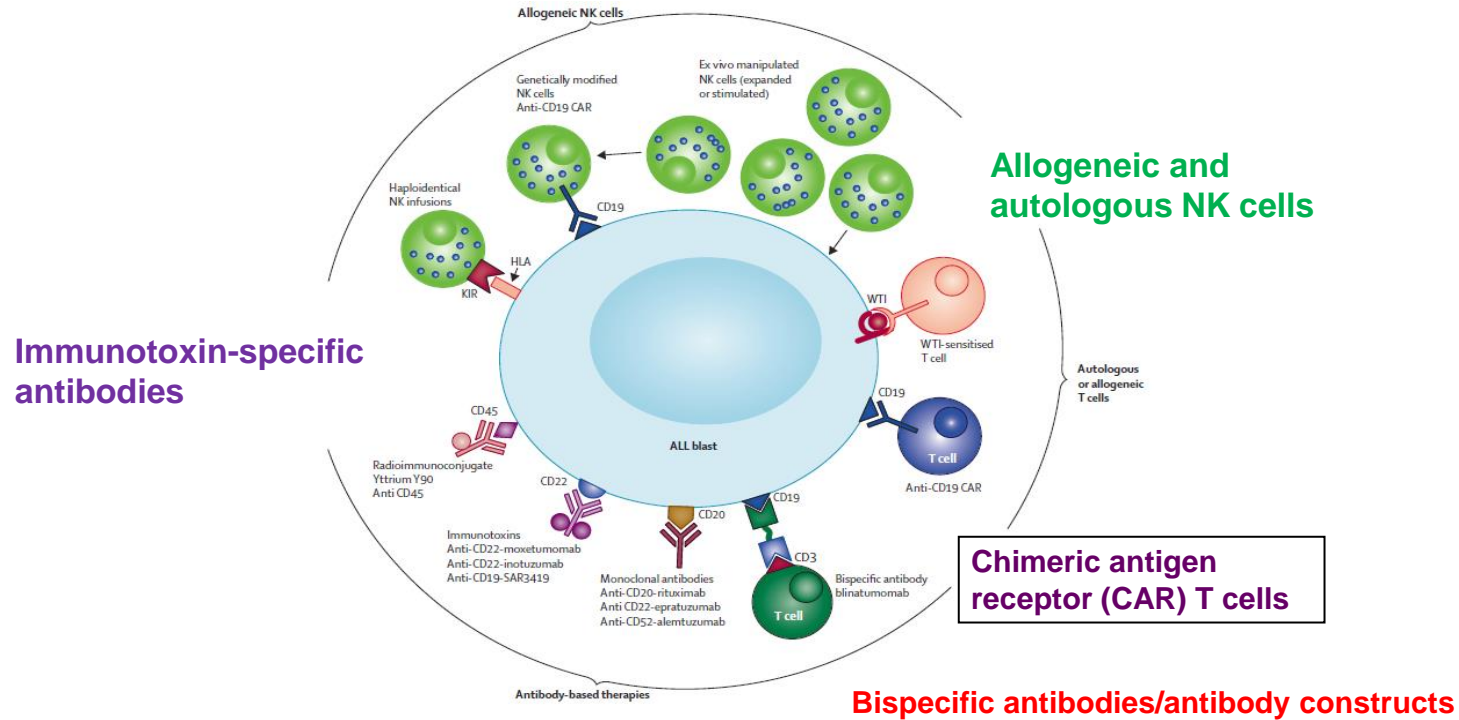 Allogeneic NK cells
Genetically modified
NK cells
Anti-CD19 CAR
Ex vivo manipulated
NK cells (expanded
or stimulated)
Allogeneic and
autologous NK cells
Haploidentical
NK infusions
CD19
HLA
KIR
WTI
WTI-sensitised
T cell
Immunotoxin-specific
antibodies
Autologous
or allogeneic
T cells
CD19
CD45
ALL blast
T cell
Radioimmunoconjugate
Yttrium Y90
Anti CD45
CD22
CD19
Anti-CD19 CAR
CD20
Immunotoxins
Anti-CD22-moxetumomab
Anti-CD22-inotuzumab
Anti-CD19-SAR3419
CD3
Monoclonal antibodies
Anti-CD20-rituximab
Anti CD22-epratuzumab
Anti-CD52-alemtuzumab
Bispecific antibody
blinatumomab
T cell
Chimeric antigen
receptor (CAR) T cells
Antibody-based therapies
Bispecific antibodies/antibody constructs